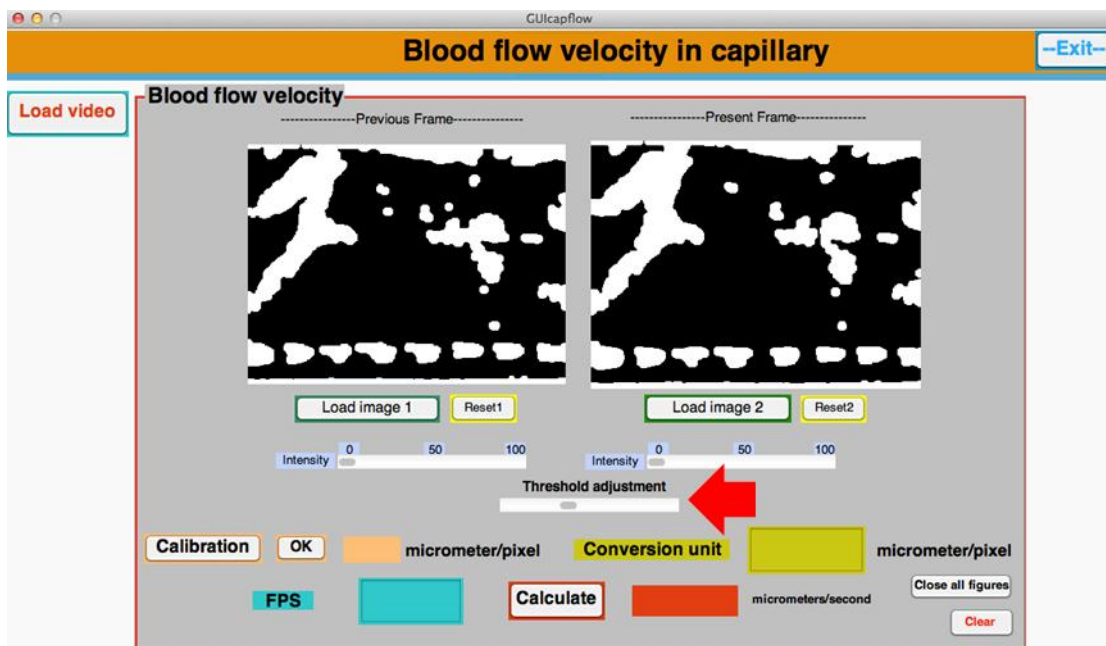 GUIcapflow
Blood flow velocity in capillary
--Exit--
Load video
Blood flow velocity
----------------Previous Frame---------------
----------------Present Frame---------------
Load image 1
Reset1
Load image 2
Reset2
0 50 100
Intensity
0 50 100
Intensity
Threshold adjustment
Calibration
OK
micrometer/pixel
Conversion unit
micrometer/pixel
FPS
Calculate
micrometers/second
Close all figures
Clear